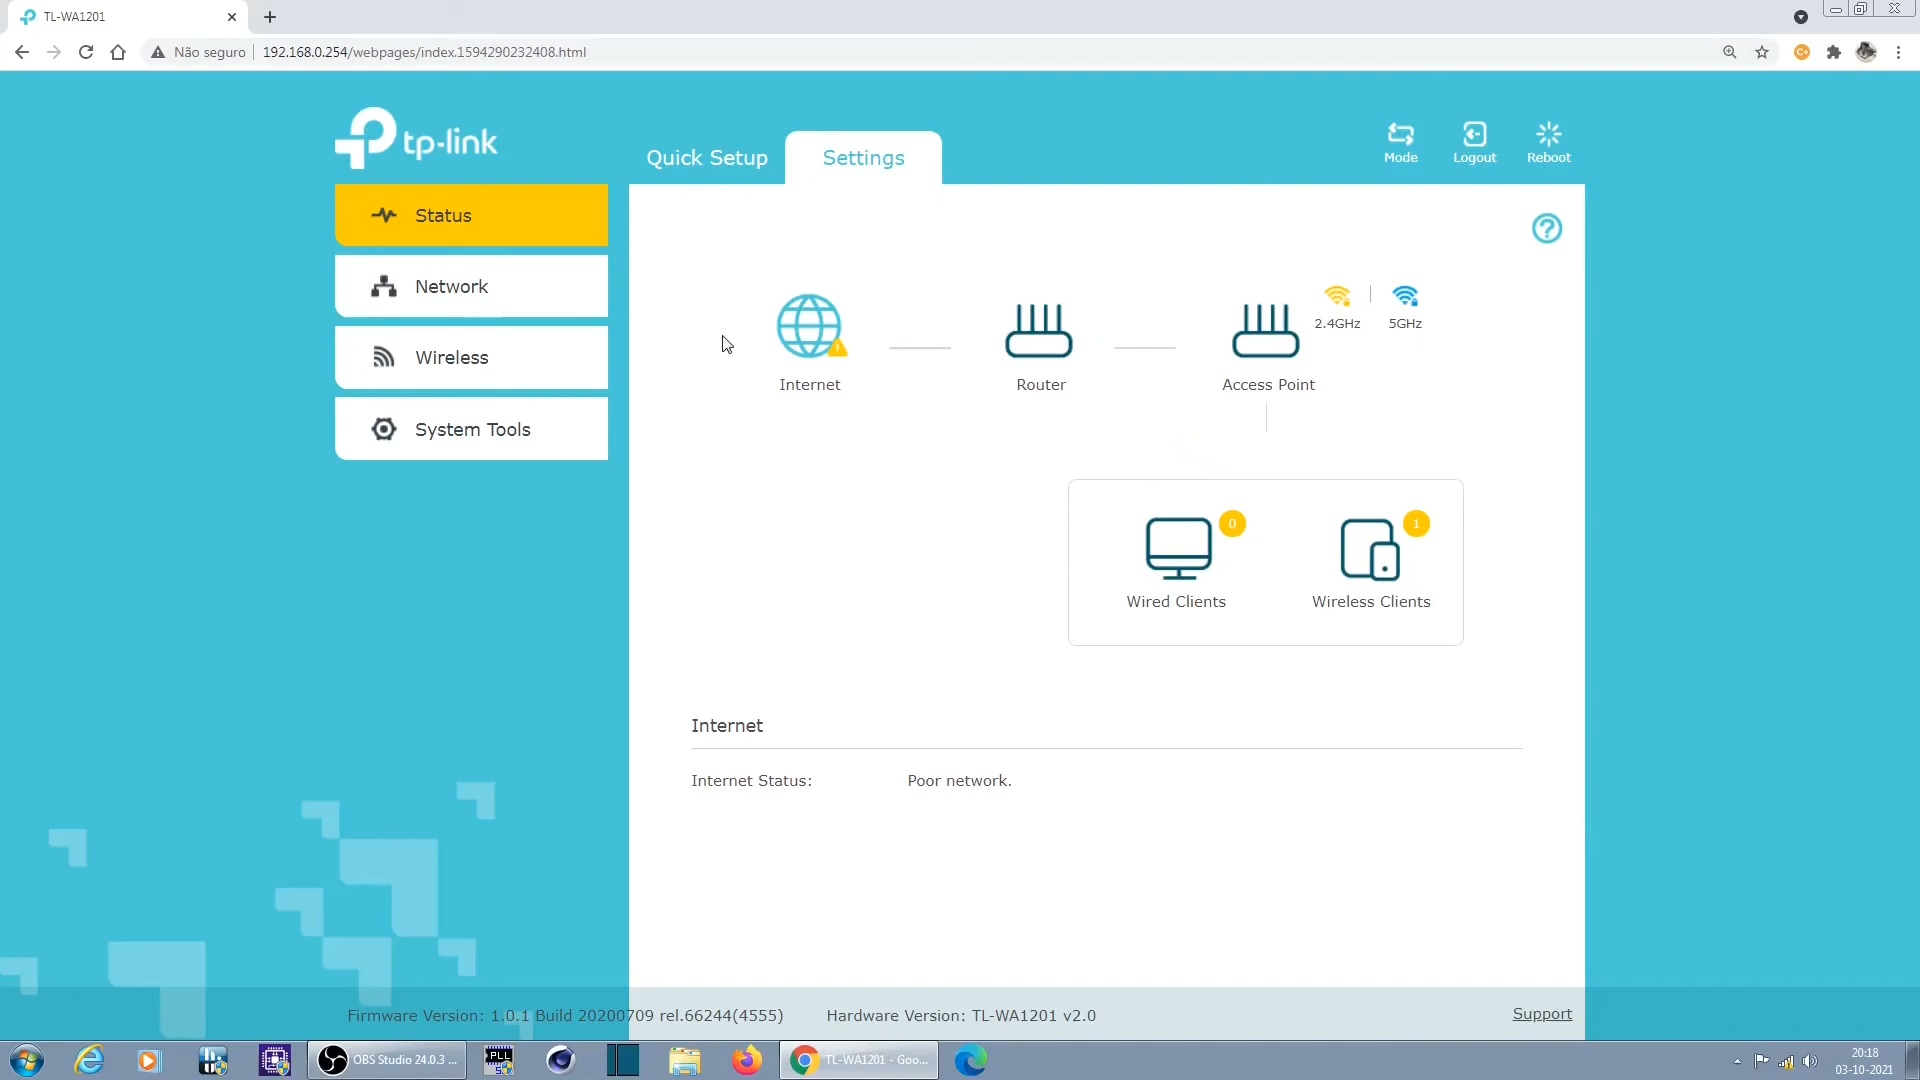 TL-WA1201
Não seguro
192.168.0.254/webpages/index.1594290232408.html
tp-link
Quick Setup
Settings
Mode
Logout
Reboot
Status
Network
Wireless
System Tools
2.4GHz
5GHz
Internet
Router
Access Point
0
1
Wired Clients
Wireless Clients
Internet
Internet Status:
Poor network.
Firmware Version: 1.0.1 Build 20200709 rel.66244(4555)
Hardware Version: TL-WA1201 v2.0
Support
OBS Studio 24.0.3 ...
PLL
TL-WA1201 - Goo...
20:18
03-10-2021